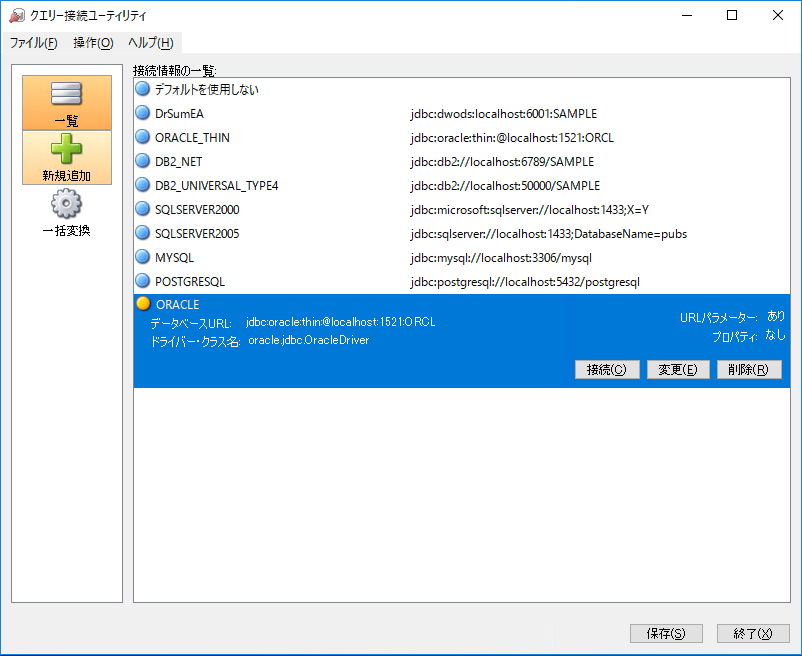 クエリー接続ユーティリティ
ファイル(F) 操作(O) ヘルプ(H)
一覧
新規追加
一括変換
接続情報の一覧:
デフォルトを使用しない
DrSumEA jdbc:dwods:localhost:6001:SAMPLE
ORACLE_THIN jdbc:oracle:thin:@localhost:1521:ORCL
DB2_NET jdbc:db2://localhost:6789/SAMPLE
DB2_UNIVERSAL_TYPE4 jdbc:db2://localhost:50000/SAMPLE
SQLSERVER2000 jdbc:microsoft:sqlserver://localhost:1433;X=Y
SQLSERVER2005 jdbc:sqlserver://localhost:1433;DatabaseName=pubs
MYSQL jdbc:mysql://localhost:3306/mysql
POSTGRESQL jdbc:postgresql://localhost:5432/postgresql
ORACLE
データベースURL: jdbc:oracle:thin:@localhost:1521:ORCL URLパラメーター: あり
ドライバー・クラス名: oracle.jdbc.OracleDriver プロパティ: なし
接続(C) 変更(E) 削除(R)
保存(S) 終了(X)